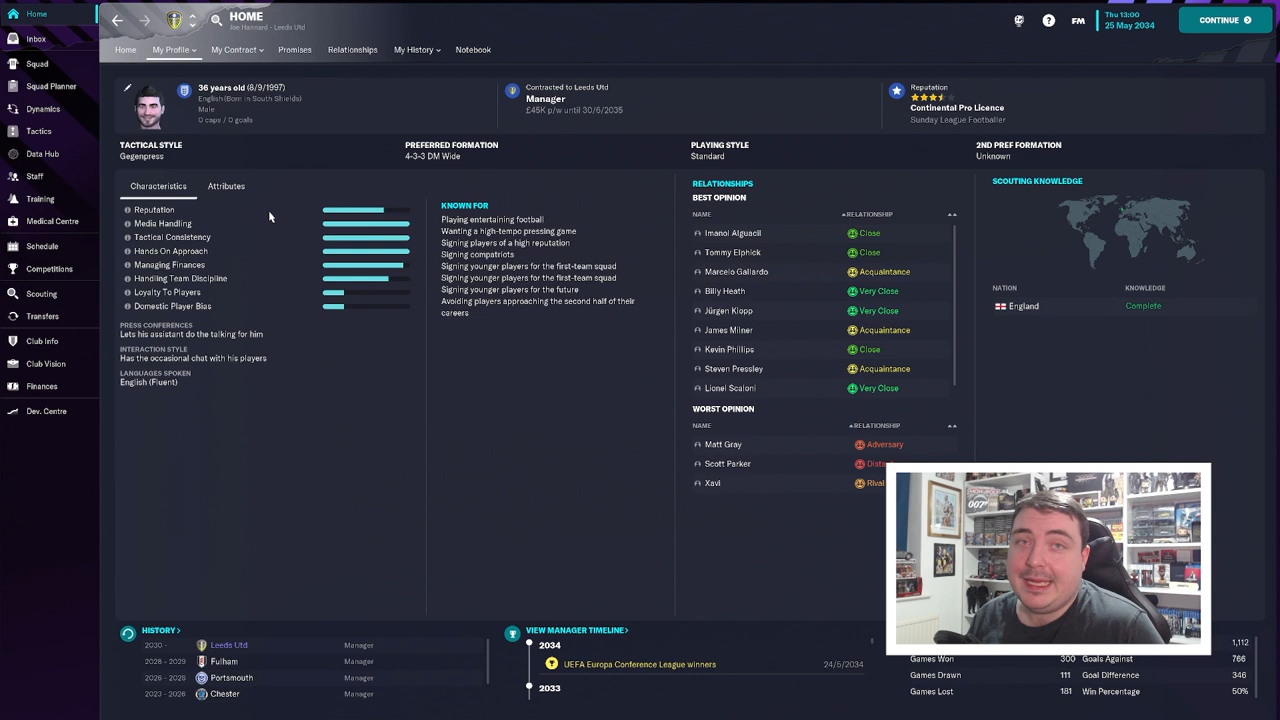 Home
Inbox
Squad
Squad Planner
Dynamics
Tactics
Data Hub
Staff
Training
Medical Centre
Schedule
Competitions
Scouting
Transfers
Club Info
Club Vision
Finances
Dev. Centre
HOME
Joe Hannard - Leeds Utd
FM
Thu 13:00
25 May 2034
CONTINUE
Home
My Profile
My Contract
Promises
Relationships
My History
Notebook
36 years old (8/9/1997)
English (Born in South Shields)
Male
0 caps / 0 goals
Contracted to Leeds Utd
Manager
£45K p/w until 30/6/2035
Reputation
Continental Pro Licence
Sunday League Footballer
TACTICAL STYLE
Gegenpress
PREFERRED FORMATION
4-3-3 DM Wide
PLAYING STYLE
Standard
2ND PREF FORMATION
Unknown
Characteristics
Attributes
Reputation
Media Handling
Tactical Consistency
Hands On Approach
Managing Finances
Handling Team Discipline
Loyalty To Players
Domestic Player Bias
PRESS CONFERENCES
Lets his assistant do the talking for him
INTERACTION STYLE
Has the occasional chat with his players
LANGUAGES SPOKEN
English (Fluent)
KNOWN FOR
Playing entertaining football
Wanting a high-tempo pressing game
Signing players of a high reputation
Signing compatriots
Signing younger players for the first-team squad
Signing younger players for the first-team squad
Signing younger players for the future
Avoiding players approaching the second half of their
careers
RELATIONSHIPS
BEST OPINION
NAME RELATIONSHIP
Imanol Alguacil Close
Tommy Elphick Close
Marcelo Gallardo Acquaintance
Billy Heath Very Close
Jürgen Klopp Very Close
James Milner Acquaintance
Kevin Phillips Close
Steven Pressley Acquaintance
Lionel Scaloni Very Close
WORST OPINION
NAME RELATIONSHIP
Matt Gray Adversary
Scott Parker
Xavi Rival
SCOUTING KNOWLEDGE
NATION KNOWLEDGE
England Complete
007
HISTORY >
2030 - Leeds Utd Manager
2028 - 2029 Fulham Manager
2026 - 2028 Portsmouth Manager
2023 - 2026 Chester Manager
VIEW MANAGER TIMELINE >
2034
UEFA Europa Conference League winners 24/5/2034
2033
1,112
Games Won 300 Goals Against 766
Games Drawn 111 Goal Difference 346
Games Lost 181 Win Percentage 50%